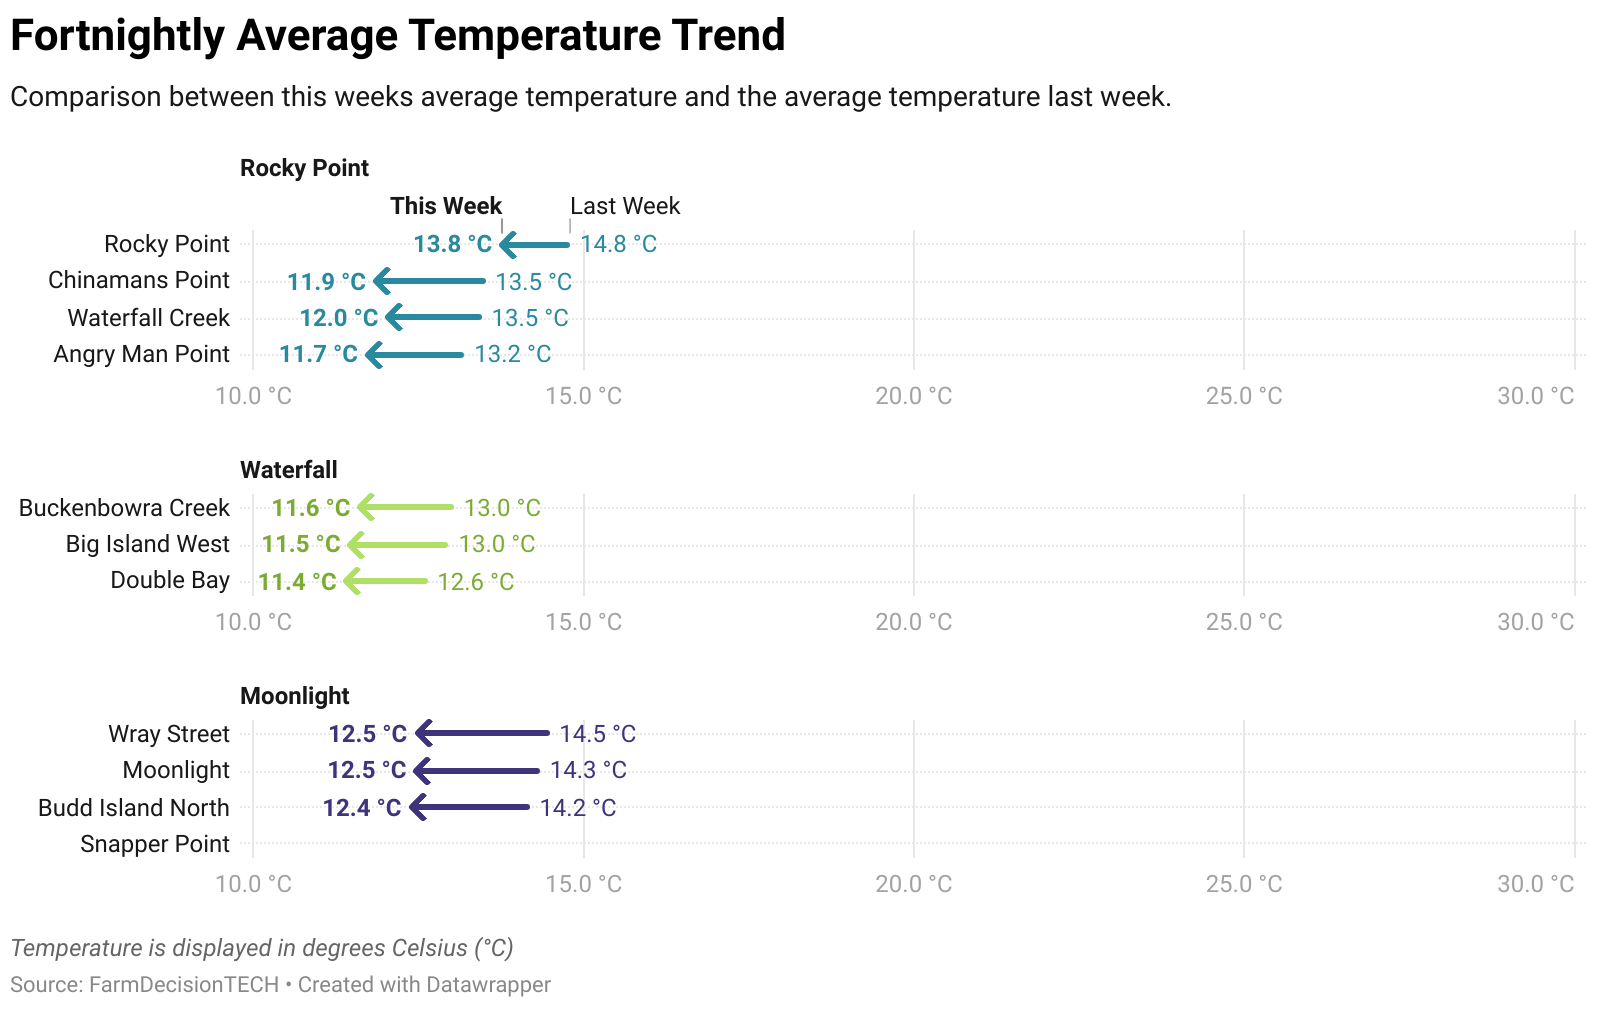 Fortnightly Average Temperature Trend
Comparison between this weeks average temperature and the average temperature last week.
Rocky Point
This Week Last Week
Rocky Point 13.8 °C 14.8 °C
Chinamans Point 11.9 °C 13.5 °C
Waterfall Creek 12.0 °C 13.5 °C
Angry Man Point 11.7 °C 13.2 °C
10.0 °C 15.0 °C 20.0 °C 25.0 °C 30.0 °C
Waterfall
Buckenbowra Creek 11.6 °C 13.0 °C
Big Island West 11.5 °C 13.0 °C
Double Bay 11.4 °C 12.6 °C
10.0 °C 15.0 °C 20.0 °C 25.0 °C 30.0 °C
Moonlight
Wray Street 12.5 °C 14.5 °C
Moonlight 12.5 °C 14.3 °C
Budd Island North 12.4 °C 14.2 °C
Snapper Point
10.0 °C 15.0 °C 20.0 °C 25.0 °C 30.0 °C
Temperature is displayed in degrees Celsius (°C)
Source: FarmDecisionTECH • Created with Datawrapper